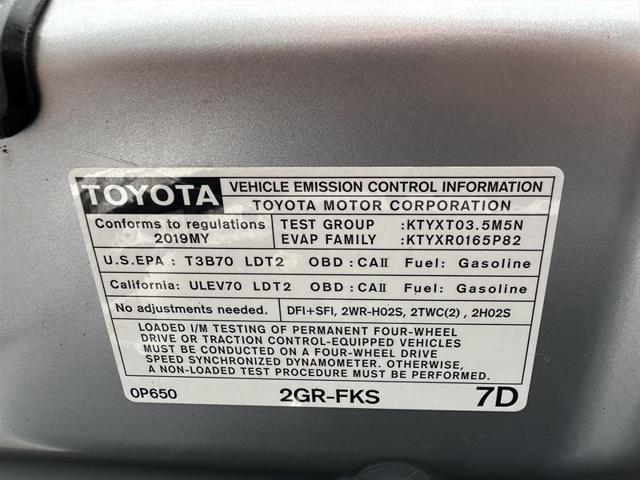 TOYOTA VEHICLE EMISSION CONTROL INFORMATION
TOYOTA MOTOR CORPORATION
Conforms to regulations
2019MY
TEST GROUP :KTYXT03.5M5N
EVAP FAMILY :KTYXR0165P82
U.S.EPA : T3B70 LDT2 OBD :CAII Fuel: Gasoline
California: ULEV70 LDT2 OBD :CAII Fuel: Gasoline
No adjustments needed. DFI+SFI, 2WR-HO2S, 2TWC(2) , 2HO2S
LOADED I/M TESTING OF PERMANENT FOUR-WHEEL
DRIVE OR TRACTION CONTROL-EQUIPPED VEHICLES
MUST BE CONDUCTED ON A FOUR-WHEEL DRIVE
SPEED SYNCHRONIZED DYNAMOMETER. OTHERWISE,
A NON-LOADED TEST PROCEDURE MUST BE PERFORMED.
0P650 2GR-FKS 7D